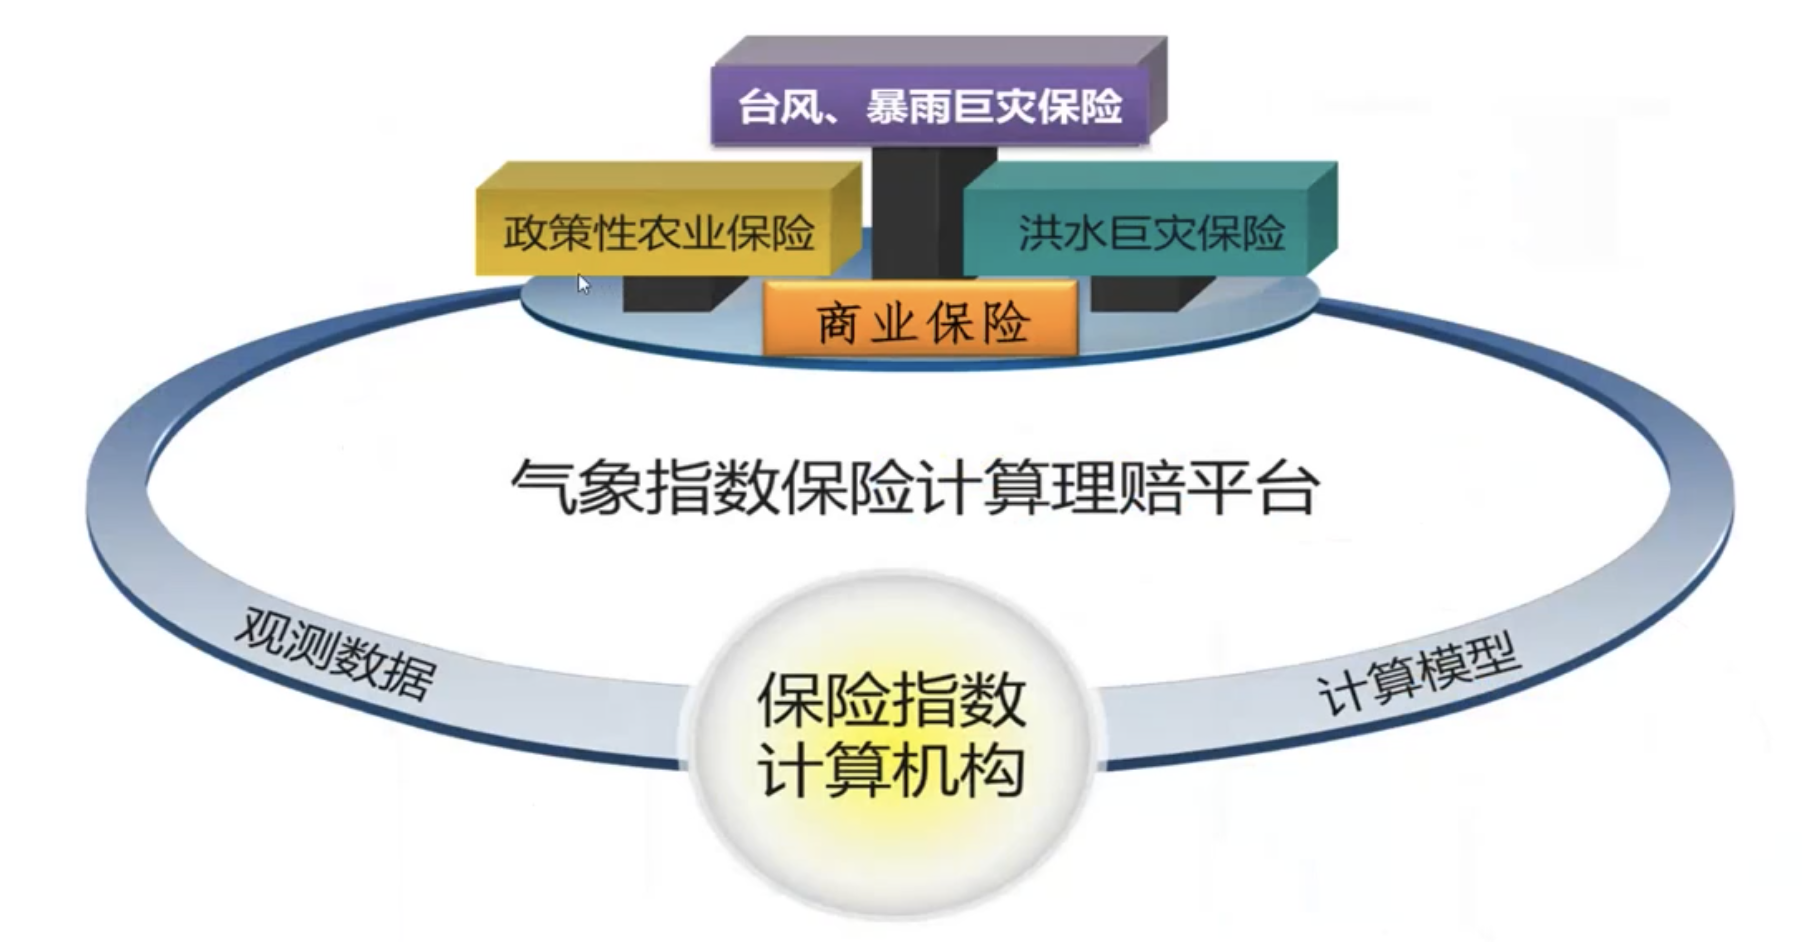 台风、暴雨巨灾保险
政策性农业保险
洪水巨灾保险
商业保险
气象指数保险计算理赔平台
观测数据
计算模型
保险指数
计算机构